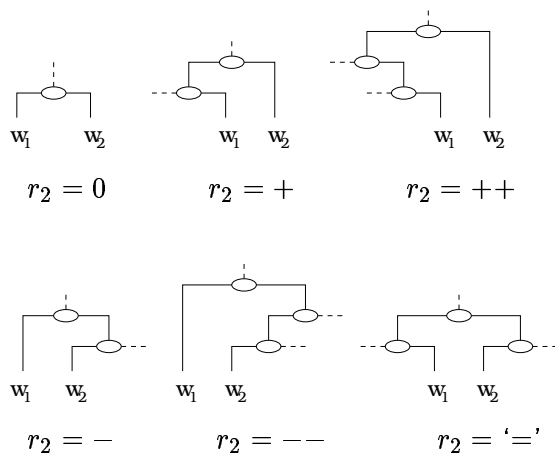 w₁ w₂ w₁ w₂ w₁ w₂
r₂ = 0 r₂ = + r₂ = ++
w₁ w₂ w₁ w₂ w₁ w₂
r₂ = − r₂ = −− r₂ = ‘=’